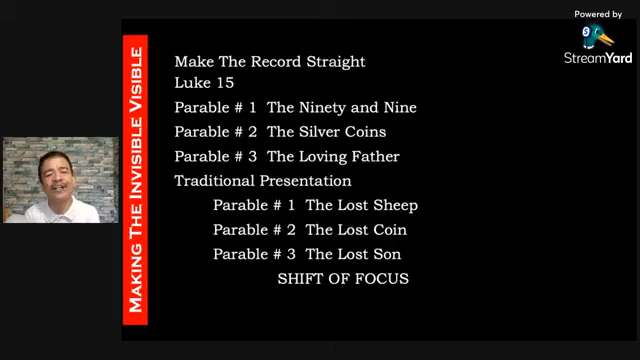 Powered by
StreamYard
MAKING THE INVISIBLE VISIBLE
Make The Record Straight
Luke 15
Parable # 1 The Ninety and Nine
Parable # 2 The Silver Coins
Parable # 3 The Loving Father
Traditional Presentation
Parable # 1 The Lost Sheep
Parable # 2 The Lost Coin
Parable # 3 The Lost Son
SHIFT OF FOCUS